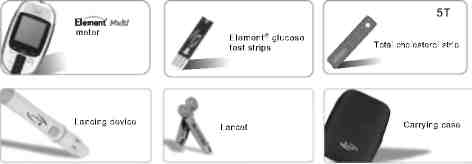 Element® Multi
meter
Element® glucose
test strips
5T
Total cholesterol strip
Lancing device
Lancet
Carrying case